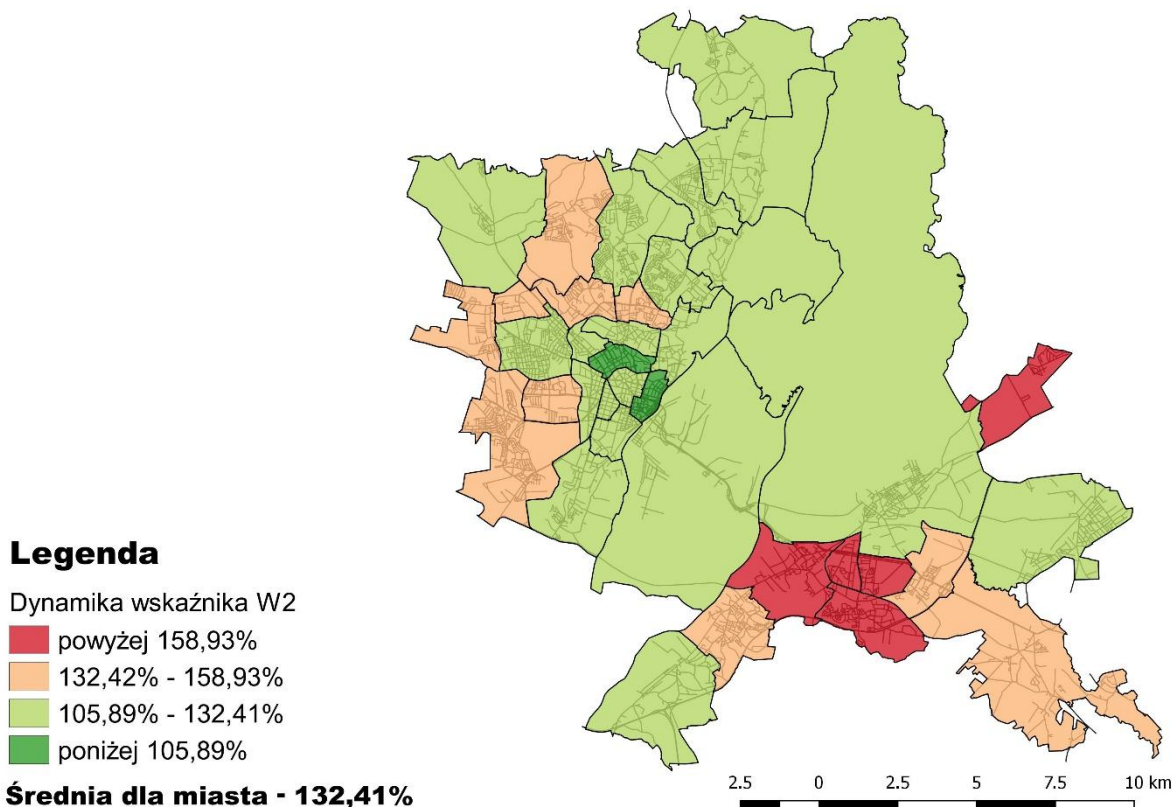 Legenda
Dynamika wskaźnika W2
powyżej 158,93%
132,42% - 158,93%
105,89% - 132,41%
poniżej 105,89%
Średnia dla miasta - 132,41%
2.5 0 2.5 5 7.5 10 km